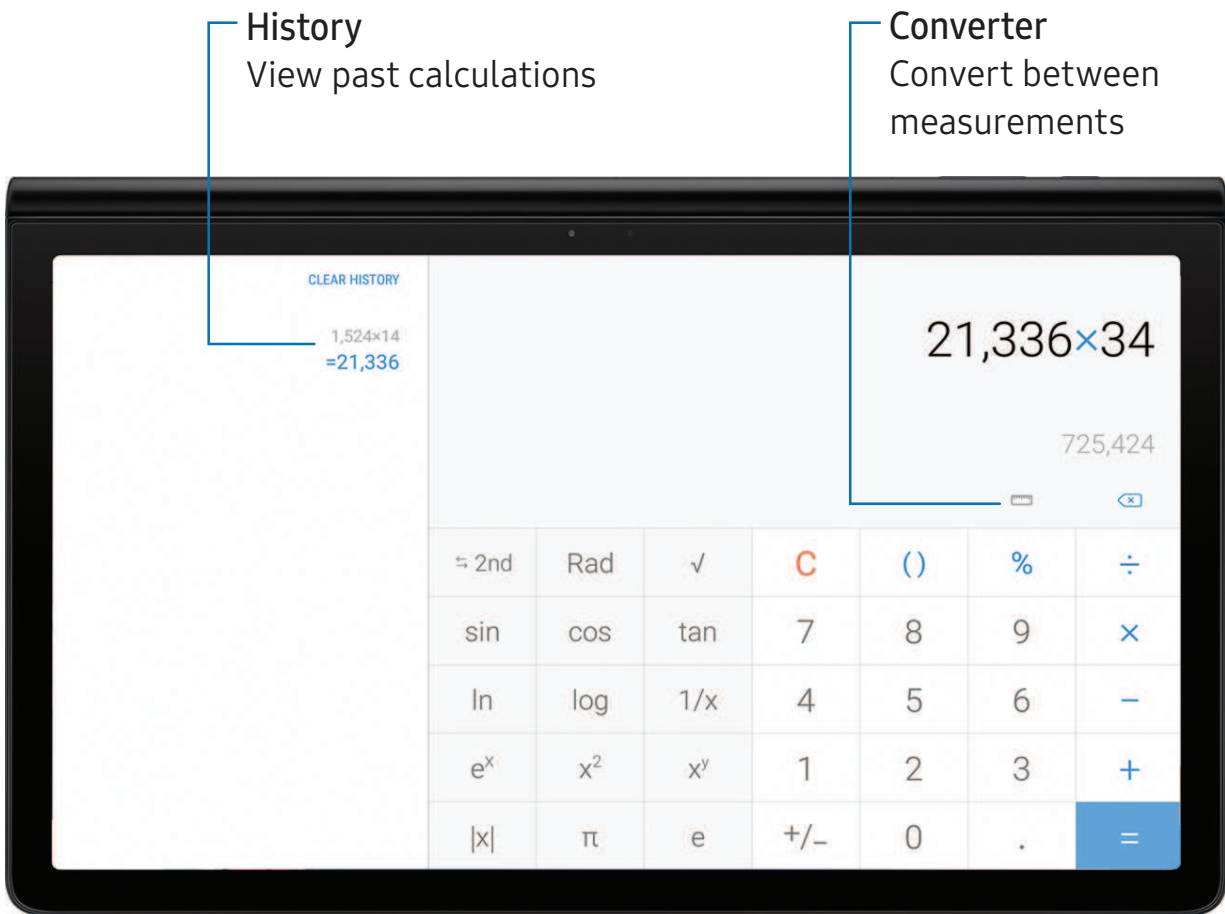 History
View past calculations
Converter
Convert between
measurements
CLEAR HISTORY
1,524×14
=21,336
21,336×34
725,424
⇆ 2nd Rad √ C () % ÷
sin cos tan 7 8 9 ×
ln log 1/x 4 5 6 −
eˣ x² xʸ 1 2 3 +
|x| π e +/− 0 . =